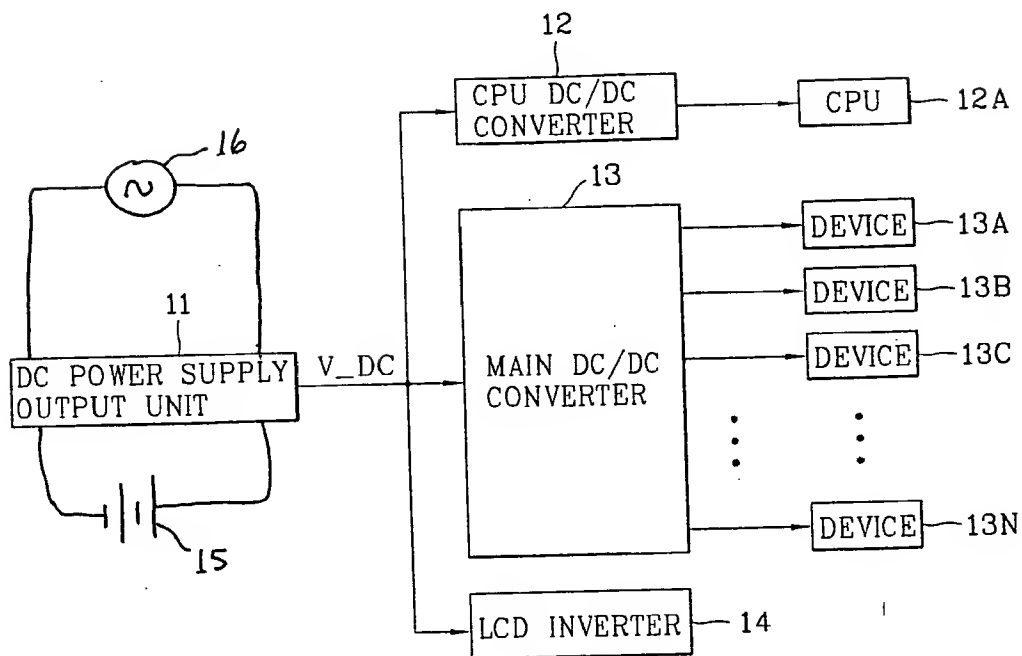 12
CPU DC/DC
CONVERTER
CPU
12A
16
~
13
DEVICE
13A
DEVICE
13B
11
DC POWER SUPPLY
OUTPUT UNIT
V_DC
MAIN DC/DC
CONVERTER
DEVICE
13C
15
DEVICE
13N
LCD INVERTER
14